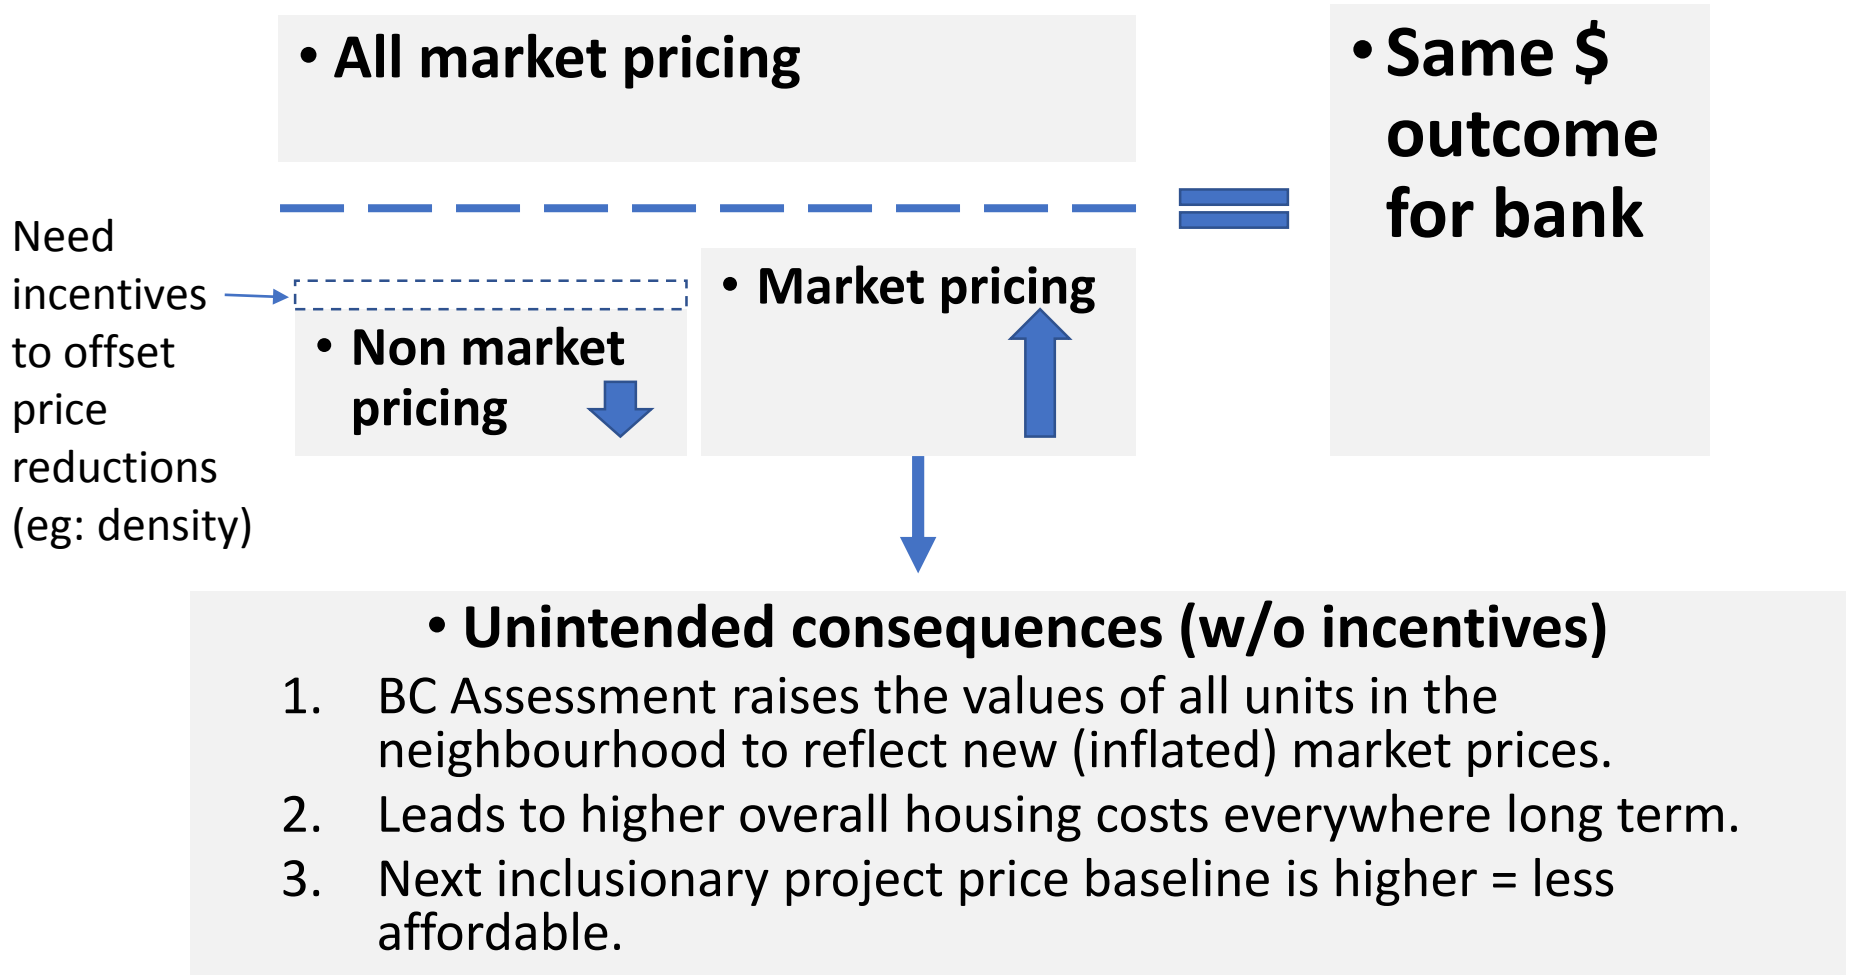 • All market pricing
• Same $
outcome
for bank
Need
incentives
to offset
price
reductions
(eg: density)
• Non market
pricing
• Market pricing
• Unintended consequences (w/o incentives)
1. BC Assessment raises the values of all units in the
neighbourhood to reflect new (inflated) market prices.
2. Leads to higher overall housing costs everywhere long term.
3. Next inclusionary project price baseline is higher = less
affordable.